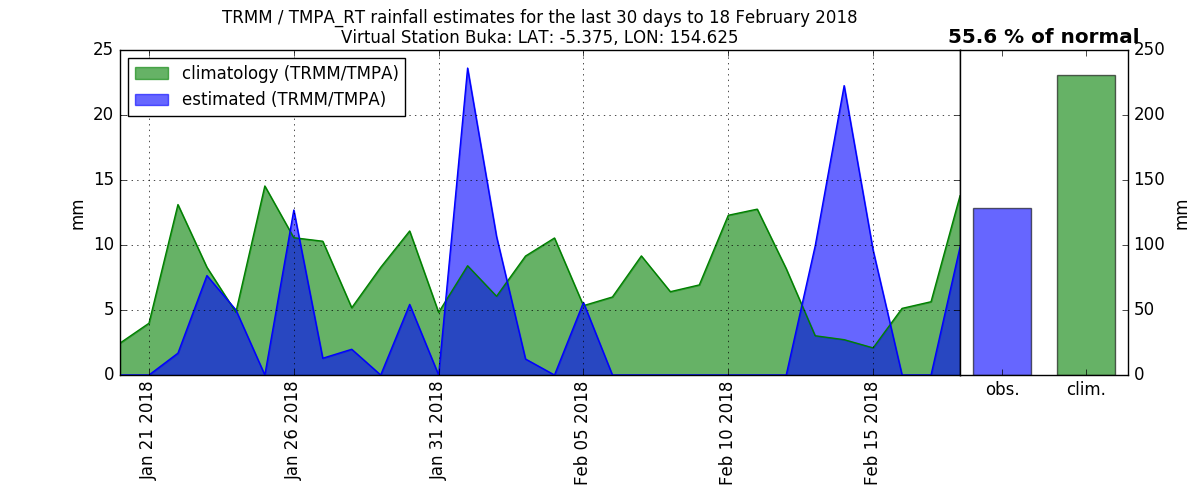 TRMM / TMPA_RT rainfall estimates for the last 30 days to 18 February 2018
Virtual Station Buka: LAT: -5.375, LON: 154.625
55.6 % of normal
climatology (TRMM/TMPA)
estimated (TRMM/TMPA)
25
20
15
10
5
0
mm
250
200
150
100
50
0
mm
Jan 21 2018
Jan 26 2018
Jan 31 2018
Feb 05 2018
Feb 10 2018
Feb 15 2018
obs.
clim.